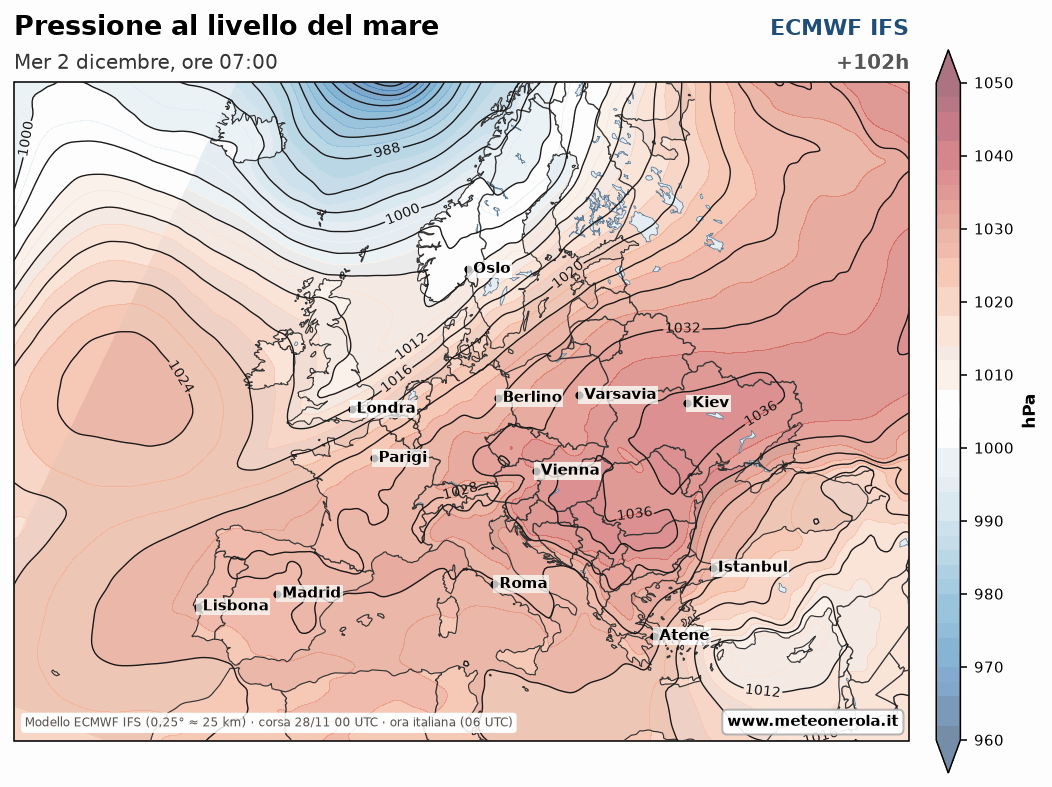 Pressione al livello del mare
ECMWF IFS
Mer 2 dicembre, ore 07:00
+102h
1000
988
1000
Oslo
1020
1012
1016
1032
1024
Londra
Berlino
Varsavia
Kiev
1036
Parigi
Vienna
1028
1036
Istanbul
Roma
Madrid
Lisbona
Atene
1012
1016
Modello ECMWF IFS (0,25° ≈ 25 km) · corsa 28/11 00 UTC · ora italiana (06 UTC)
www.meteonerola.it
1050
1040
1030
1020
1010
1000
990
980
970
960
hPa